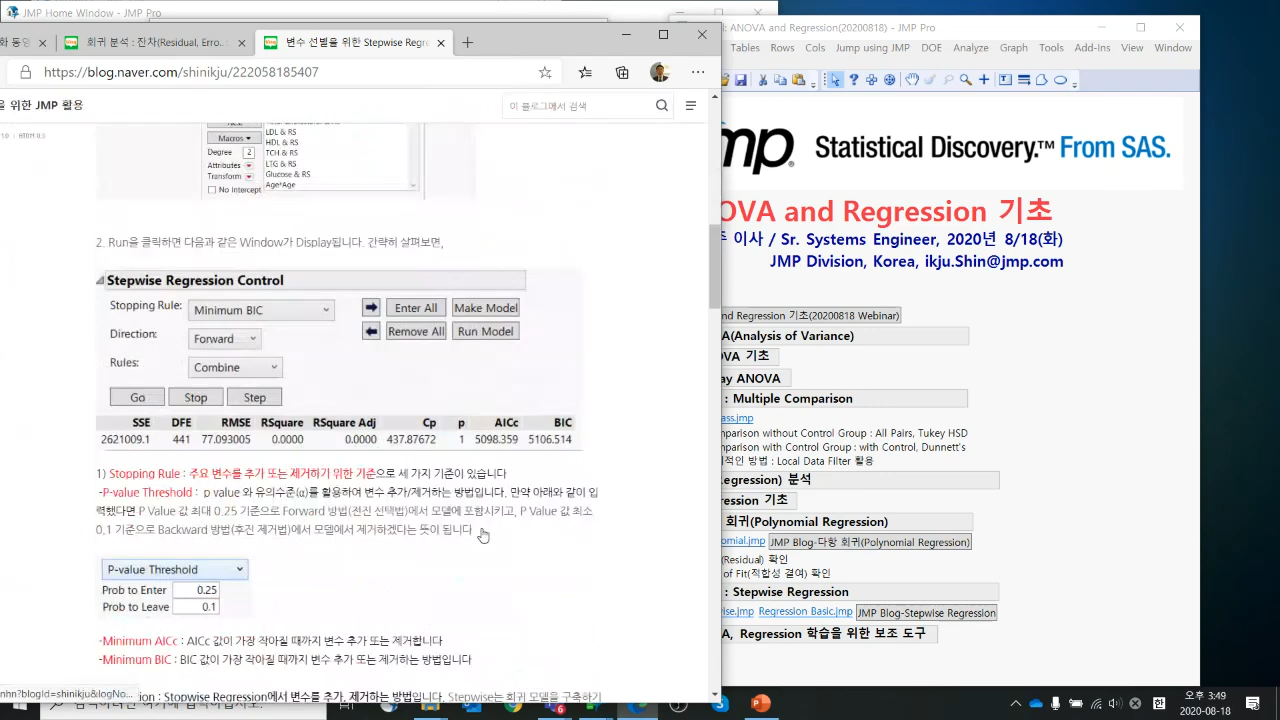 JMP Home Window - JMP Pro
회귀 분석 : 잔차(Residual, Erro
변수 선별을 위한 Stepwise Regre
https://blog.naver.com/shinikju/222058185407
위한 JMP 활용
이 블로그에서 검색
Macros
Degree 2
Attributes
Transform
No Intercept
LDL & RS
HDL & RS
TCH & RS
LTG & RS
Glucose & RS
Age*Age
2. Run을 클릭하면 다음과 같은 Window가 Display됩니다. 간략히 살펴보면,
Stepwise Regression Control
Stopping Rule: Minimum BIC
Enter All Make Model
Direction: Forward
Remove All Run Model
Rules: Combine
Go Stop Step
SSE DFE RMSE RSquare RSquare Adj Cp p AICc BIC
2621009.1 441 77.093005 0.0000 0.0000 437.87672 1 5098.359 5106.514
1) Stopping Rule : 주요 변수를 추가 또는 제거하기 위한 기준으로 세 가지 기준이 있습니다
-P-value Threshold : p value 와 유의수준(α)를 활용하여 변수 추가/제거하는 방법입니다. 만약 아래와 같이 입
력했다면 P Value 값 최대 0.25 기준으로 Forward 방법(전진 선택법)에서 모델에 포함시키고, P Value 값 최소
0.1 기준으로 Backward 방법(후진 제거법)에서 모델에서 제거하겠다는 뜻이 됩니다
P-value Threshold
Prob to Enter 0.25
Prob to Leave 0.1
-Minimum AICc : AICc 값이 가장 작아질 때까지 변수 추가 또는 제거합니다
-Minimum BIC : BIC 값이 가장 작아질 때까지 변수 추가 또는 제거하는 방법입니다
ion : Stopwise Regression에서 변수를 추가, 제거하는 방법입니다. Stepwise는 회귀 모델을 구축하기
nhn?blogId=shinikju&logNo...
: ANOVA and Regression(20200818) - JMP Pro
Tables Rows Cols Jump using JMP DOE Analyze Graph Tools Add-Ins View Window
mp Statistical Discovery.™ From SAS.
OVA and Regression 기초
이사 / Sr. Systems Engineer, 2020년 8/18(화)
JMP Division, Korea, ikju.Shin@jmp.com
nd Regression 기초(20200818 Webinar)
A(Analysis of Variance)
OVA 기초
ay ANOVA
: Multiple Comparison
ass.jmp
mparison without Control Group : All Pairs, Tukey HSD
mparison with Control Group : with Control, Dunnett's
적인 방법 : Local Data Filter 활용
egression) 분석
ression 기초
회귀(Polynomial Regression)
omial.jmp JMP Blog-다항 회귀(Polynomial Regression)
(Residual) 확인
of Fit(적합성 결여) 확인
: Stepwise Regression
wise.jmp Regression Basic.jmp JMP Blog-Stepwise Regression
A, Regression 학습을 위한 보조 도구
한
오후 3:49
2020-08-18